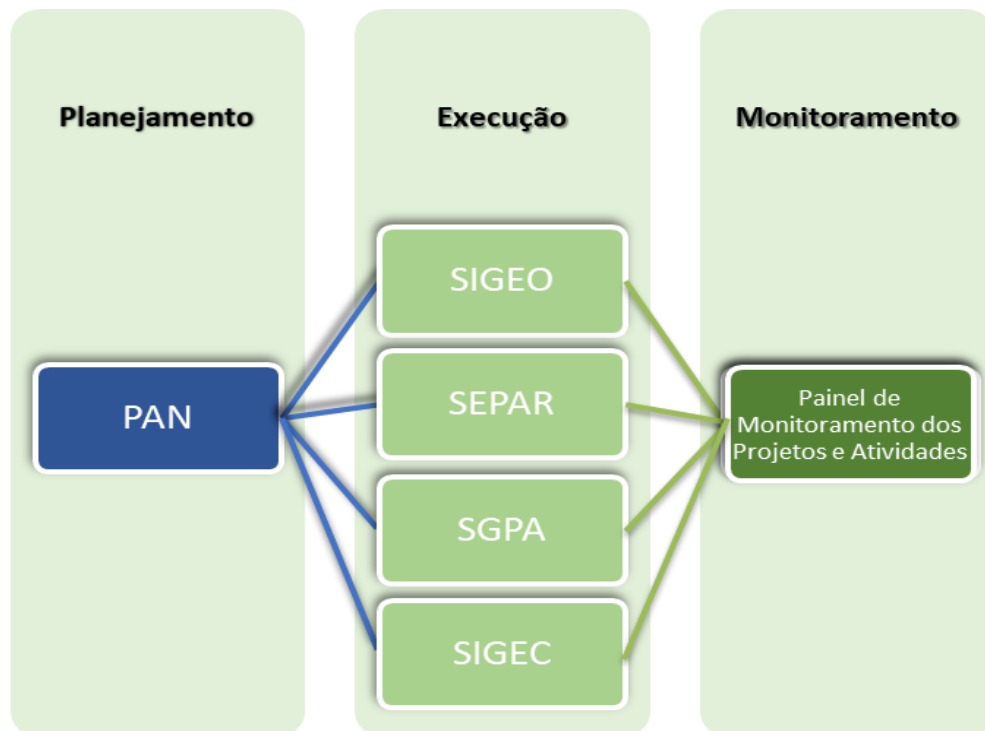 Planejamento
Execução
Monitoramento
PAN
SIGEO
SEPAR
SGPA
SIGEC
Painel de
Monitoramento dos
Projetos e Atividades